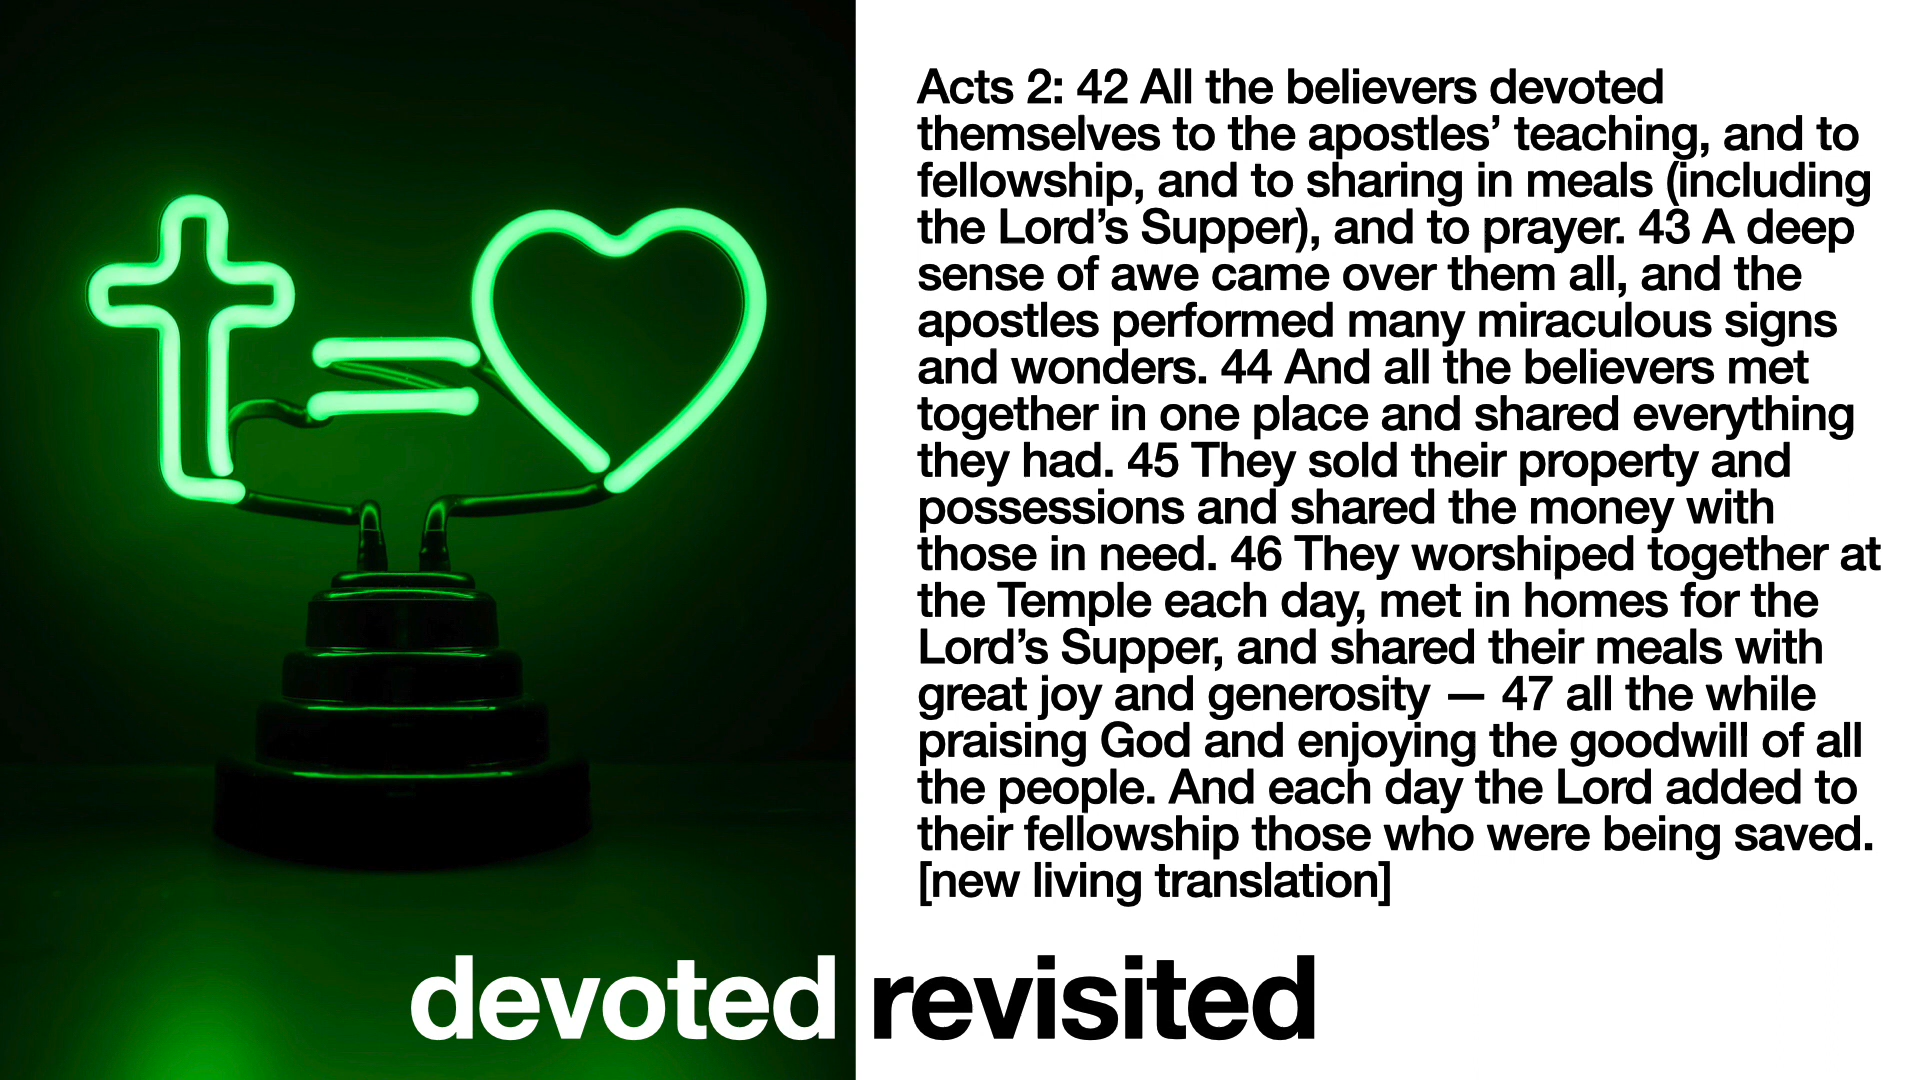 Acts 2: 42 All the believers devoted
themselves to the apostles’ teaching, and to
fellowship, and to sharing in meals (including
the Lord’s Supper), and to prayer. 43 A deep
sense of awe came over them all, and the
apostles performed many miraculous signs
and wonders. 44 And all the believers met
together in one place and shared everything
they had. 45 They sold their property and
possessions and shared the money with
those in need. 46 They worshiped together at
the Temple each day, met in homes for the
Lord’s Supper, and shared their meals with
great joy and generosity — 47 all the while
praising God and enjoying the goodwill of all
the people. And each day the Lord added to
their fellowship those who were being saved.
[new living translation]
devoted revisited